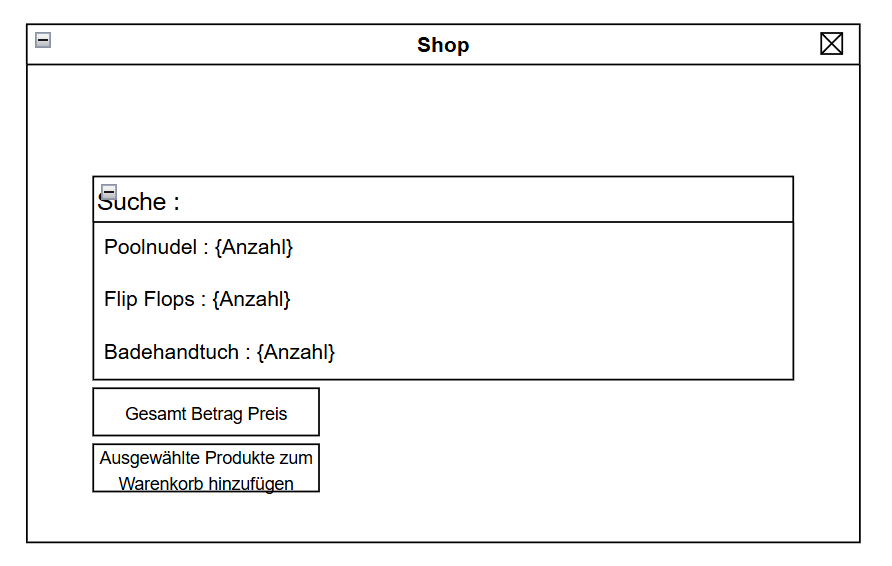 Shop
Suche :
Poolnudel : {Anzahl}
Flip Flops : {Anzahl}
Badehandtuch : {Anzahl}
Gesamt Betrag Preis
Ausgewählte Produkte zum
Warenkorb hinzufügen